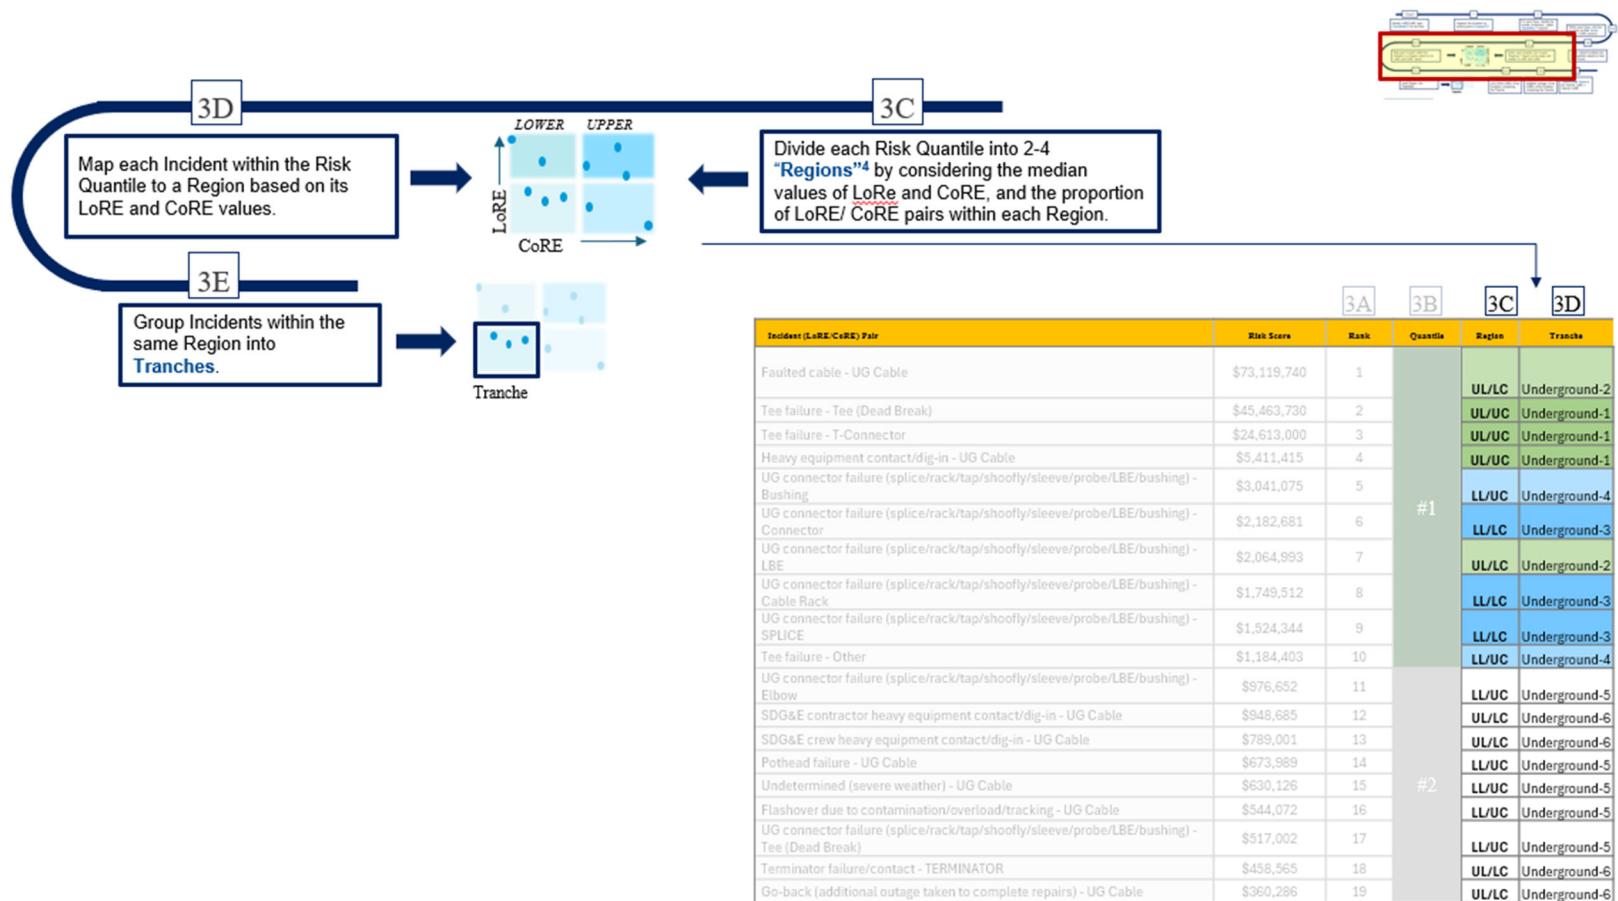 3D
3C
Map each Incident within the Risk
Quantile to a Region based on its
LoRE and CoRE values.
LOWER UPPER
LoRE
CoRE
Divide each Risk Quantile into 2-4
“Regions”⁴ by considering the median
values of LoRe and CoRE, and the proportion
of LoRE/ CoRE pairs within each Region.
3E
Group Incidents within the
same Region into
Tranches.
Tranche
3A 3B 3C 3D
Incident (LoRE/CoRE) Pair Risk Score Rank Quantile Region Tranche
Faulted cable - UG Cable $73,119,740 1 UL/LC Underground-2
Tee failure - Tee (Dead Break) $45,463,730 2 UL/UC Underground-1
Tee failure - T-Connector $24,613,000 3 UL/UC Underground-1
Heavy equipment contact/dig-in - UG Cable $5,411,415 4 UL/UC Underground-1
UG connector failure (splice/rack/tap/shoofly/sleeve/probe/LBE/bushing) -
Bushing $3,041,075 5 LL/UC Underground-4
#1
UG connector failure (splice/rack/tap/shoofly/sleeve/probe/LBE/bushing) -
Connector $2,182,681 6 LL/LC Underground-3
UG connector failure (splice/rack/tap/shoofly/sleeve/probe/LBE/bushing) -
LBE $2,064,993 7 UL/LC Underground-2
UG connector failure (splice/rack/tap/shoofly/sleeve/probe/LBE/bushing) -
Cable Rack $1,749,512 8 LL/LC Underground-3
UG connector failure (splice/rack/tap/shoofly/sleeve/probe/LBE/bushing) -
SPLICE $1,524,344 9 LL/LC Underground-3
Tee failure - Other $1,184,403 10 LL/UC Underground-4
UG connector failure (splice/rack/tap/shoofly/sleeve/probe/LBE/bushing) -
Elbow $976,652 11 LL/UC Underground-5
SDG&E contractor heavy equipment contact/dig-in - UG Cable $948,685 12 UL/LC Underground-6
SDG&E crew heavy equipment contact/dig-in - UG Cable $789,001 13 UL/LC Underground-6
Pothead failure - UG Cable $673,989 14 LL/UC Underground-5
Undetermined (severe weather) - UG Cable $630,126 15 #2 LL/UC Underground-5
Flashover due to contamination/overload/tracking - UG Cable $544,072 16 LL/UC Underground-5
UG connector failure (splice/rack/tap/shoofly/sleeve/probe/LBE/bushing) -
Tee (Dead Break) $517,002 17 LL/UC Underground-5
Terminator failure/contact - TERMINATOR $458,565 18 UL/LC Underground-6
Go-back (additional outage taken to complete repairs) - UG Cable $360,286 19 UL/LC Underground-6